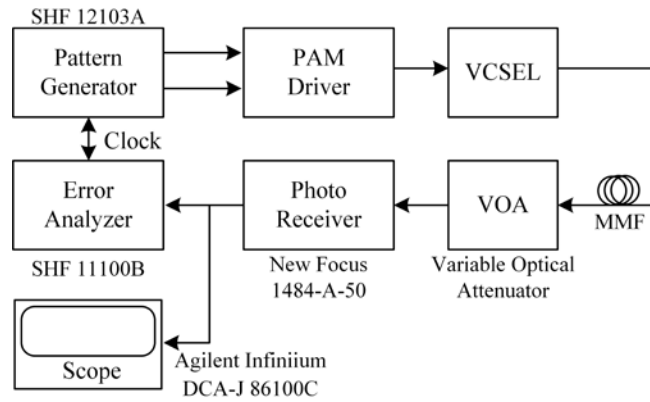 SHF 12103A
Pattern
Generator
PAM
Driver
VCSEL
Clock
Error
Analyzer
SHF 11100B
Photo
Receiver
New Focus
1484-A-50
VOA
Variable Optical
Attenuator
MMF
Scope
Agilent Infiniium
DCA-J 86100C